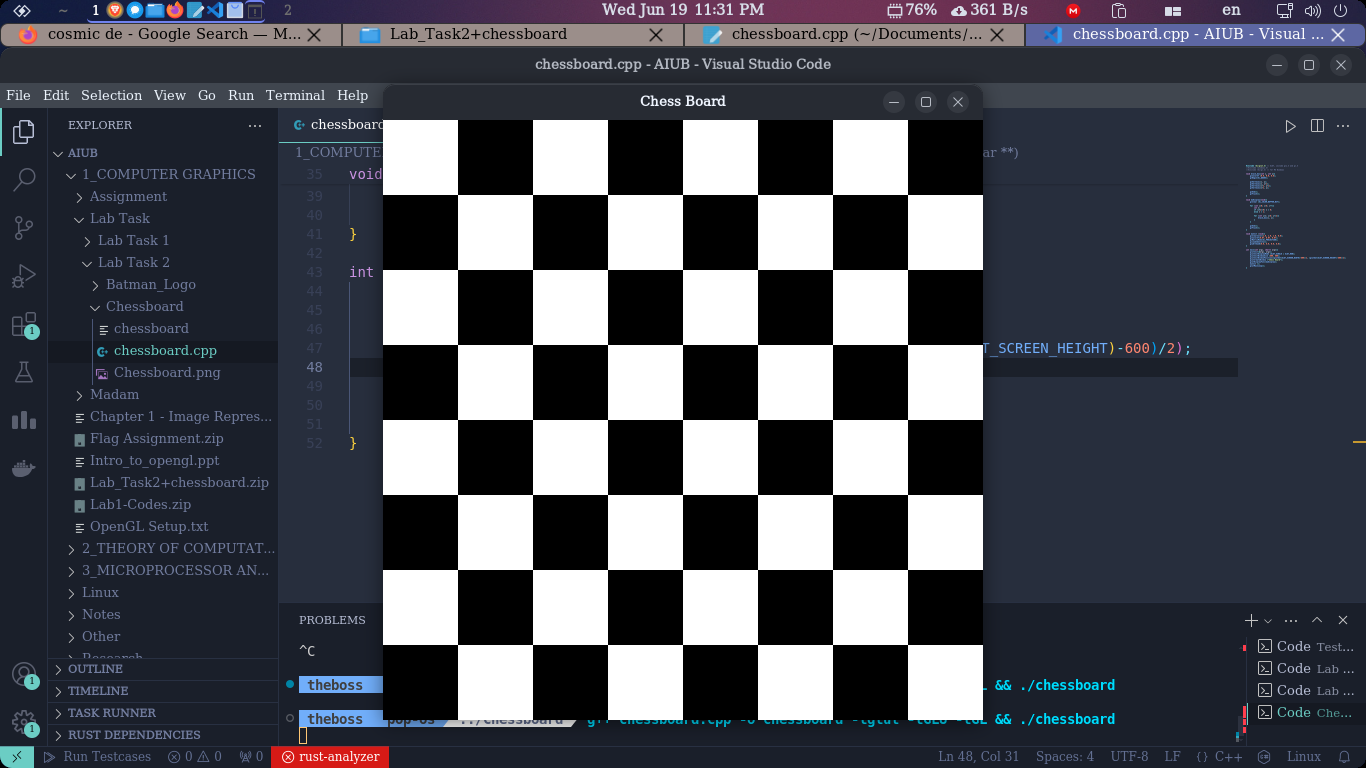 1
2
Wed Jun 19 11:31 PM
76%
361 B/s
en
cosmic de - Google Search — M...
Lab_Task2+chessboard
chessboard.cpp (~/Documents/...
chessboard.cpp - AIUB - Visual ...
chessboard.cpp - AIUB - Visual Studio Code
File Edit Selection View Go Run Terminal Help
Chess Board
EXPLORER
AIUB
1_COMPUTER GRAPHICS
Assignment
Lab Task
Lab Task 1
Lab Task 2
Batman_Logo
Chessboard
chessboard
chessboard.cpp
Chessboard.png
Madam
Chapter 1 - Image Repres...
Flag Assignment.zip
Intro_to_opengl.ppt
Lab_Task2+chessboard.zip
Lab1-Codes.zip
OpenGL Setup.txt
2_THEORY OF COMPUTAT...
3_MICROPROCESSOR AN...
Linux
Notes
Other
Research
OUTLINE
TIMELINE
TASK RUNNER
RUST DEPENDENCIES
1
1
1
chessboard
1_COMPUTE
ar **)
35 void
39
40
41 }
42
43 int
44
45
46
47 T_SCREEN_HEIGHT)-600)/2);
48
49
50
51
52 }
PROBLEMS
^C
theboss && ./chessboard
theboss pop-os ../Chessboard g++ chessboard.cpp -o chessboard -lglut -lGLU -lGL && ./chessboard
Code Test...
Code Lab ...
Code Lab ...
Code Che...
Run Testcases
0 0
0
rust-analyzer
Ln 48, Col 31
Spaces: 4
UTF-8
LF
{} C++
Linux